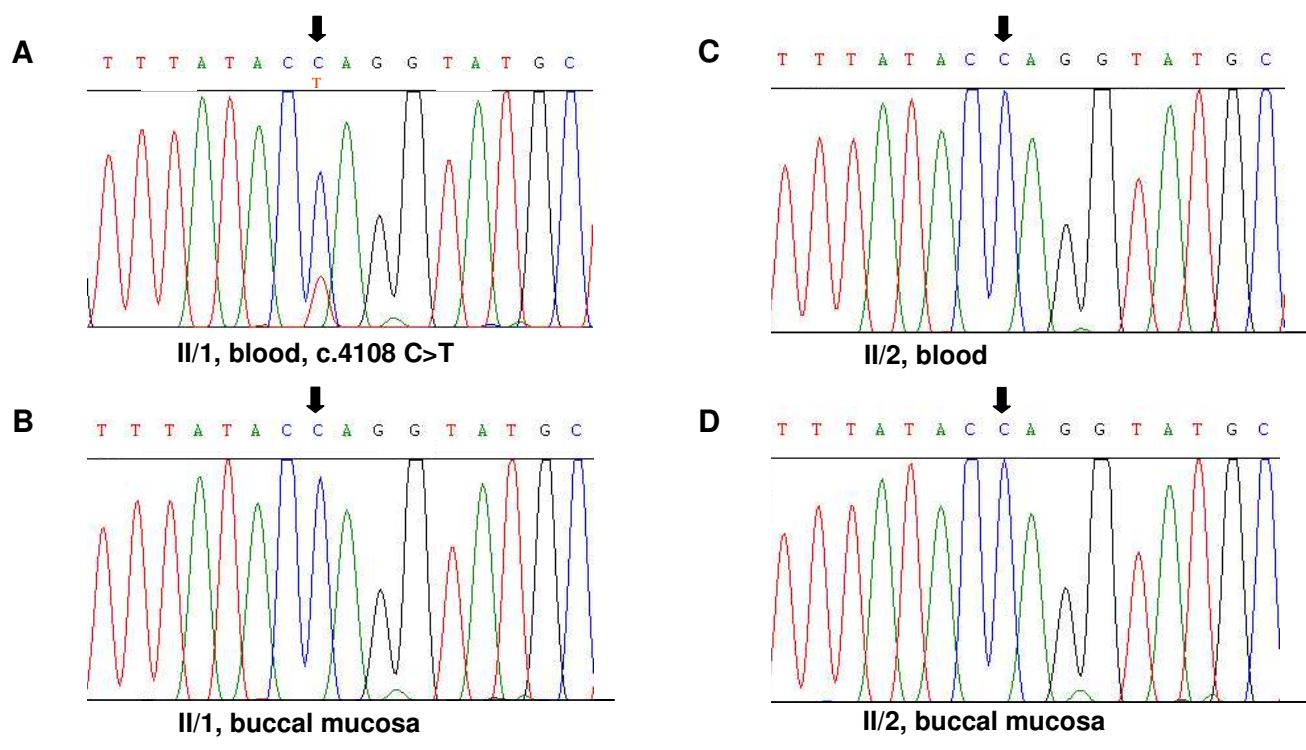 A
T T T A T A C C A G G T A T G C
T
II/1, blood, c.4108 C>T
B
T T T A T A C C A G G T A T G C
II/1, buccal mucosa
C
T T T A T A C C A G G T A T G C
II/2, blood
D
T T T A T A C C A G G T A T G C
II/2, buccal mucosa